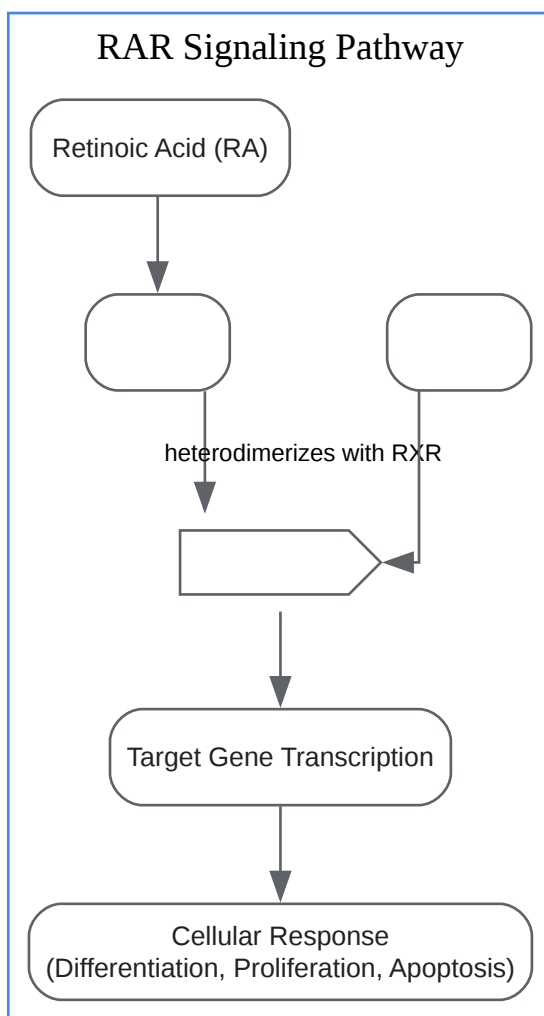 RAR Signaling Pathway
Retinoic Acid (RA)
heterodimerizes with RXR
Target Gene Transcription
Cellular Response
(Differentiation, Proliferation, Apoptosis)